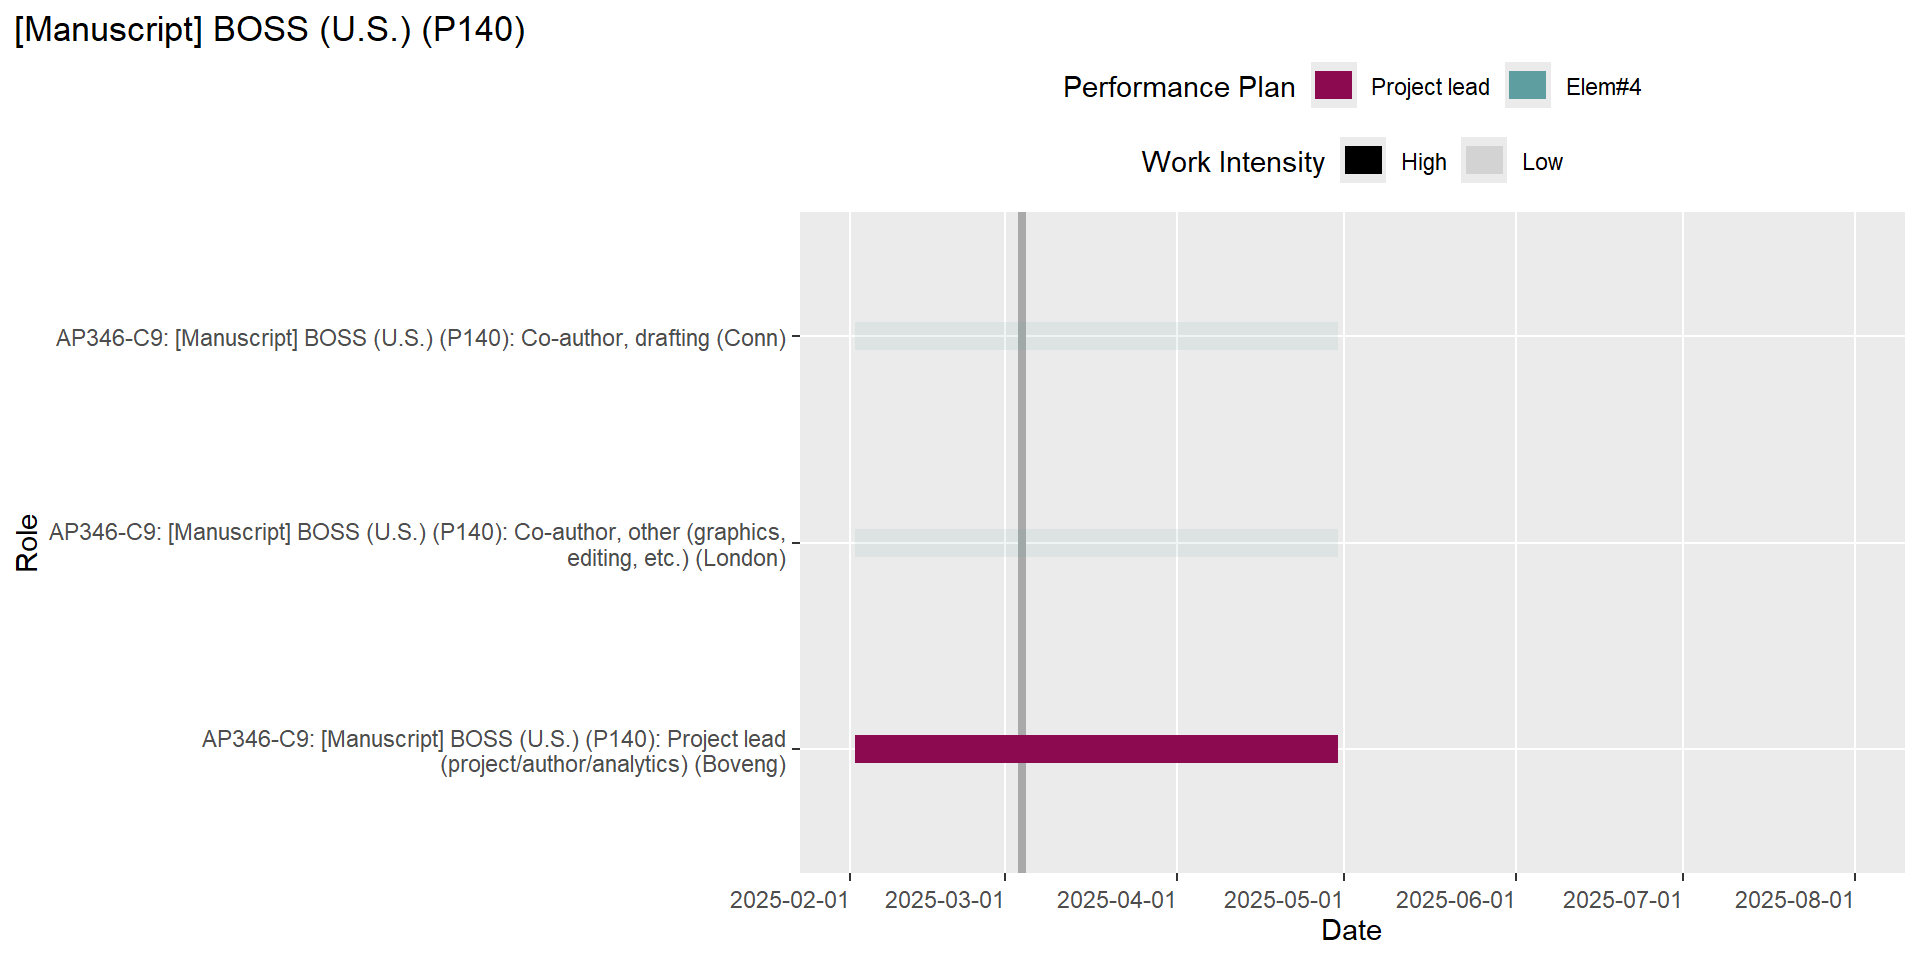 [Manuscript] BOSS (U.S.) (P140)
Performance Plan Project lead Elem#4
Work Intensity High Low
AP346-C9: [Manuscript] BOSS (U.S.) (P140): Co-author, drafting (Conn)
AP346-C9: [Manuscript] BOSS (U.S.) (P140): Co-author, other (graphics,
editing, etc.) (London)
AP346-C9: [Manuscript] BOSS (U.S.) (P140): Project lead
(project/author/analytics) (Boveng)
Role
2025-02-01 2025-03-01 2025-04-01 2025-05-01 2025-06-01 2025-07-01 2025-08-01
Date